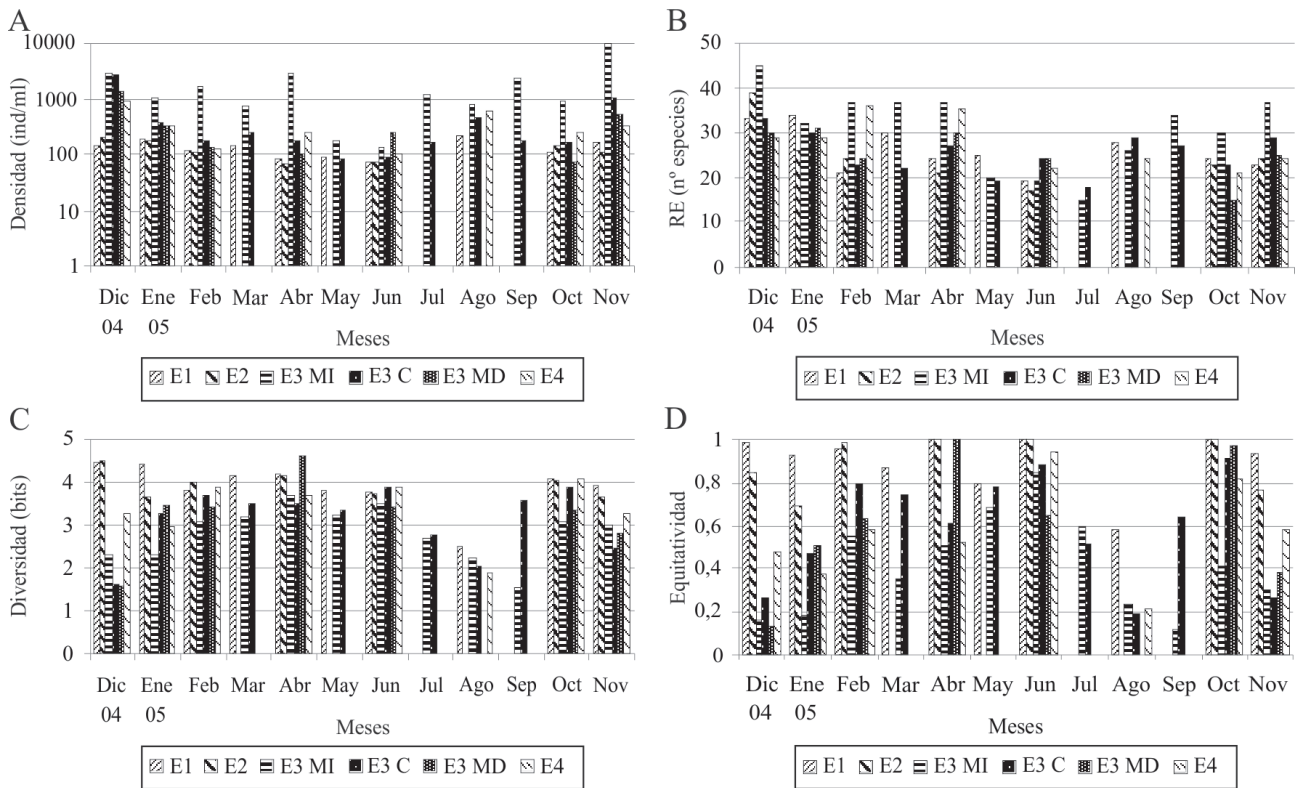 A
Densidad (ind/ml)
10000
1000
100
10
1
Dic Ene Feb Mar Abr May Jun Jul Ago Sep Oct Nov
04 05
Meses
E1 E2 E3 MI E3 C E3 MD E4
B
RE (nº especies)
50
40
30
20
10
0
Dic Ene Feb Mar Abr May Jun Jul Ago Sep Oct Nov
04 05
Meses
E1 E2 E3 MI E3 C E3 MD E4
C
Diversidad (bits)
5
4
3
2
1
0
Dic Ene Feb Mar Abr May Jun Jul Ago Sep Oct Nov
04 05
Meses
E1 E2 E3 MI E3 C E3 MD E4
D
Equitatividad
1
0,8
0,6
0,4
0,2
0
Dic Ene Feb Mar Abr May Jun Jul Ago Sep Oct Nov
04 05
Meses
E1 E2 E3 MI E3 C E3 MD E4